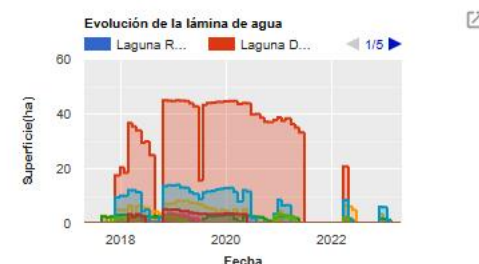 Evolución de la lámina de agua
Laguna R... Laguna D... 1/5
60
40
20
0
Superficie(ha)
2018 2020 2022
Fecha